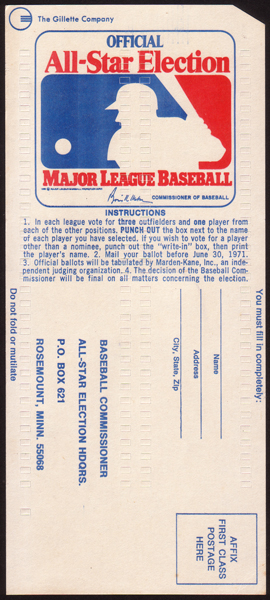 The Gillette Company
OFFICIAL
All-Star Election
MAJOR LEAGUE BASEBALL
COMMISSIONER OF BASEBALL
INSTRUCTIONS
1. In each league vote for three outfielders and one player from
each of the other positions. PUNCH OUT the box next to the name
of each player you have selected. If you wish to vote for a player
other than a nominee, punch out the "write-in" box, then print
the player's name. 2. Mail your ballot before June 30, 1971.
3. Official ballots will be tabulated by Marden-Kane, Inc., an inde-
pendent judging organization. 4. The decision of the Baseball Com-
missioner will be final on all matters concerning the election.
You must fill in completely:
Name
Address
City, State, Zip
BASEBALL COMMISSIONER
ALL-STAR ELECTION HDQRS.
P.O. BOX 621
ROSEMOUNT, MINN. 55068
Do not fold or mutilate
AFFIX
FIRST CLASS
POSTAGE
HERE